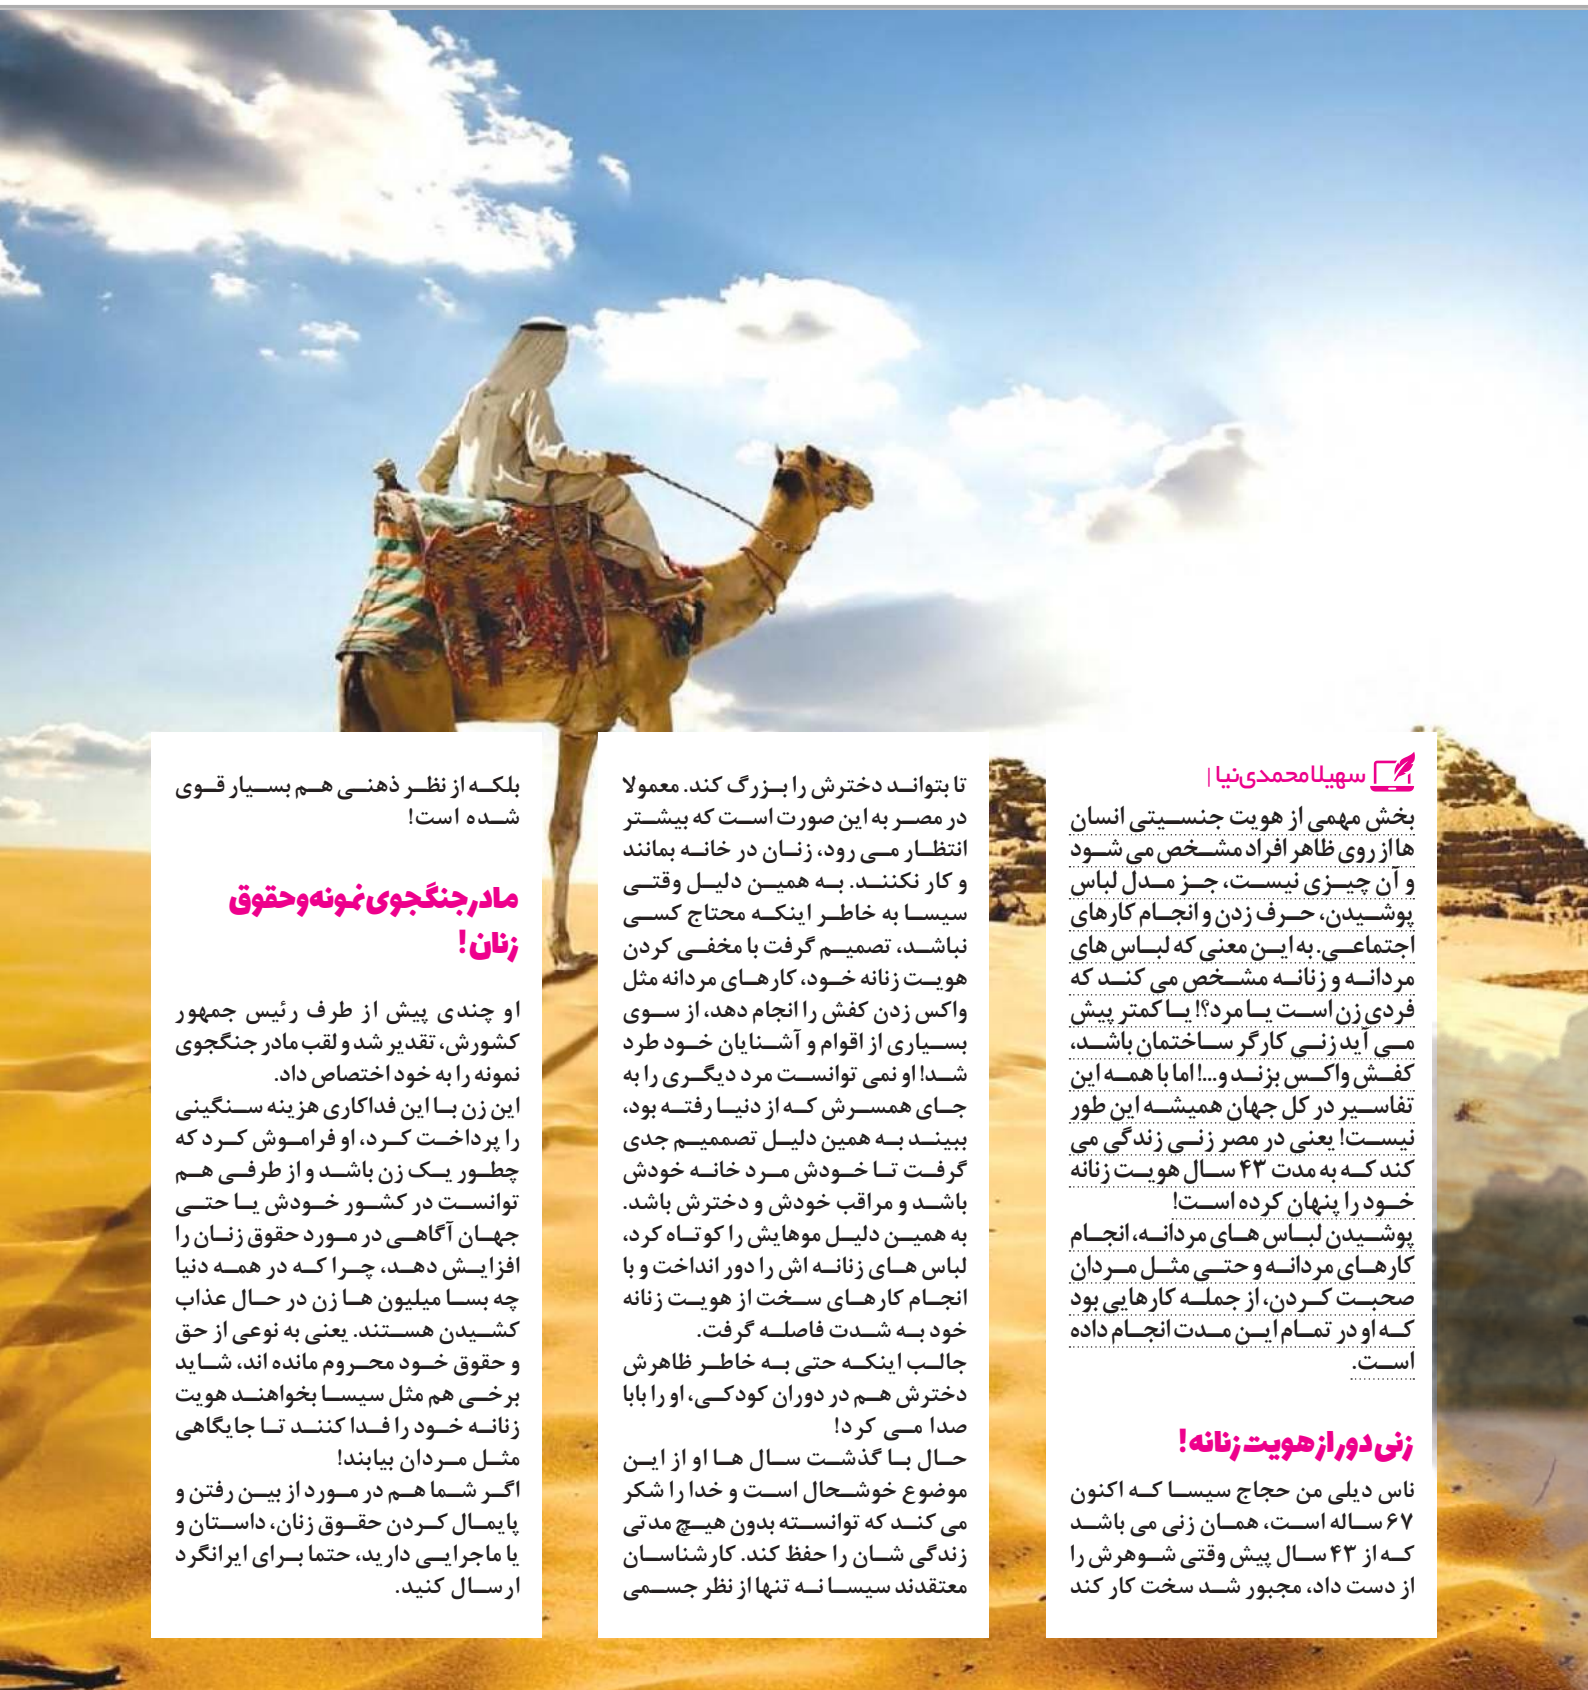 سهیلا محمدی‌نیا |
بخش مهمی از هویت جنسیتی انسان
ها از روی ظاهر افراد مشخص می شود
و آن چیزی نیست، جز مدل لباس
پوشیدن، حرف زدن و انجام کارهای
اجتماعی. به این معنی که لباس های
مردانه و زنانه مشخص می کند که
فردی زن است یا مرد؟! یا کمتر پیش
می آید زنی کارگر ساختمان باشد،
کفش واکس بزند و...! اما با همه این
تفاسیر در کل جهان همیشه این طور
نیست! یعنی در مصر زنی زندگی می
کند که به مدت ۴۳ سال هویت زنانه
خود را پنهان کرده است!
پوشیدن لباس های مردانه، انجام
کارهای مردانه و حتی مثل مردان
صحبت کردن، از جمله کارهایی بود
که او در تمام این مدت انجام داده
است.
زنی دور از هویت زنانه!
ناس دیلی من حجاج سیسا که اکنون
۶۷ ساله است، همان زنی می باشد
که از ۴۳ سال پیش وقتی شوهرش را
از دست داد، مجبور شد سخت کار کند
تا بتواند دخترش را بزرگ کند. معمولا
در مصر به این صورت است که بیشتر
انتظار می رود، زنان در خانه بمانند
و کار نکنند. به همین دلیل وقتی
سیسا به خاطر اینکه محتاج کسی
نباشد، تصمیم گرفت با مخفی کردن
هویت زنانه خود، کارهای مردانه مثل
واکس زدن کفش را انجام دهد، از سوی
بسیاری از اقوام و آشنایان خود طرد
شد! او نمی توانست مرد دیگری را به
جای همسرش که از دنیا رفته بود،
ببیند به همین دلیل تصممیم جدی
گرفت تا خودش مرد خانه خودش
باشد و مراقب خودش و دخترش باشد.
به همین دلیل موهایش را کوتاه کرد،
لباس های زنانه اش را دور انداخت و با
انجام کارهای سخت از هویت زنانه
خود به شدت فاصله گرفت.
جالب اینکه حتی به خاطر ظاهرش
دخترش هم در دوران کودکی، او را بابا
صدا می کرد!
حال با گذشت سال ها او از این
موضوع خوشحال است و خدا را شکر
می کند که توانسته بدون هیچ مدتی
زندگی شان را حفظ کند. کارشناسان
معتقدند سیسا نه تنها از نظر جسمی
بلکه از نظر ذهنی هم بسیار قوی
شده است!
مادر جنگجوی نمونه و حقوق
زنان!
او چندی پیش از طرف رئیس جمهور
کشورش، تقدیر شد و لقب مادر جنگجوی
نمونه را به خود اختصاص داد.
این زن با این فداکاری هزینه سنگینی
را پرداخت کرد، او فراموش کرد که
چطور یک زن باشد و از طرفی هم
توانست در کشور خودش یا حتی
جهان آگاهی در مورد حقوق زنان را
افزایش دهد، چرا که در همه دنیا
چه بسا میلیون ها زن در حال عذاب
کشیدن هستند. یعنی به نوعی از حق
و حقوق خود محروم مانده اند، شاید
برخی هم مثل سیسا بخواهند هویت
زنانه خود را فدا کنند تا جایگاهی
مثل مردان بیابند!
اگر شما هم در مورد از بین رفتن و
پایمال کردن حقوق زنان، داستان و
یا ماجرایی دارید، حتما برای ایرانگرد
ارسال کنید.